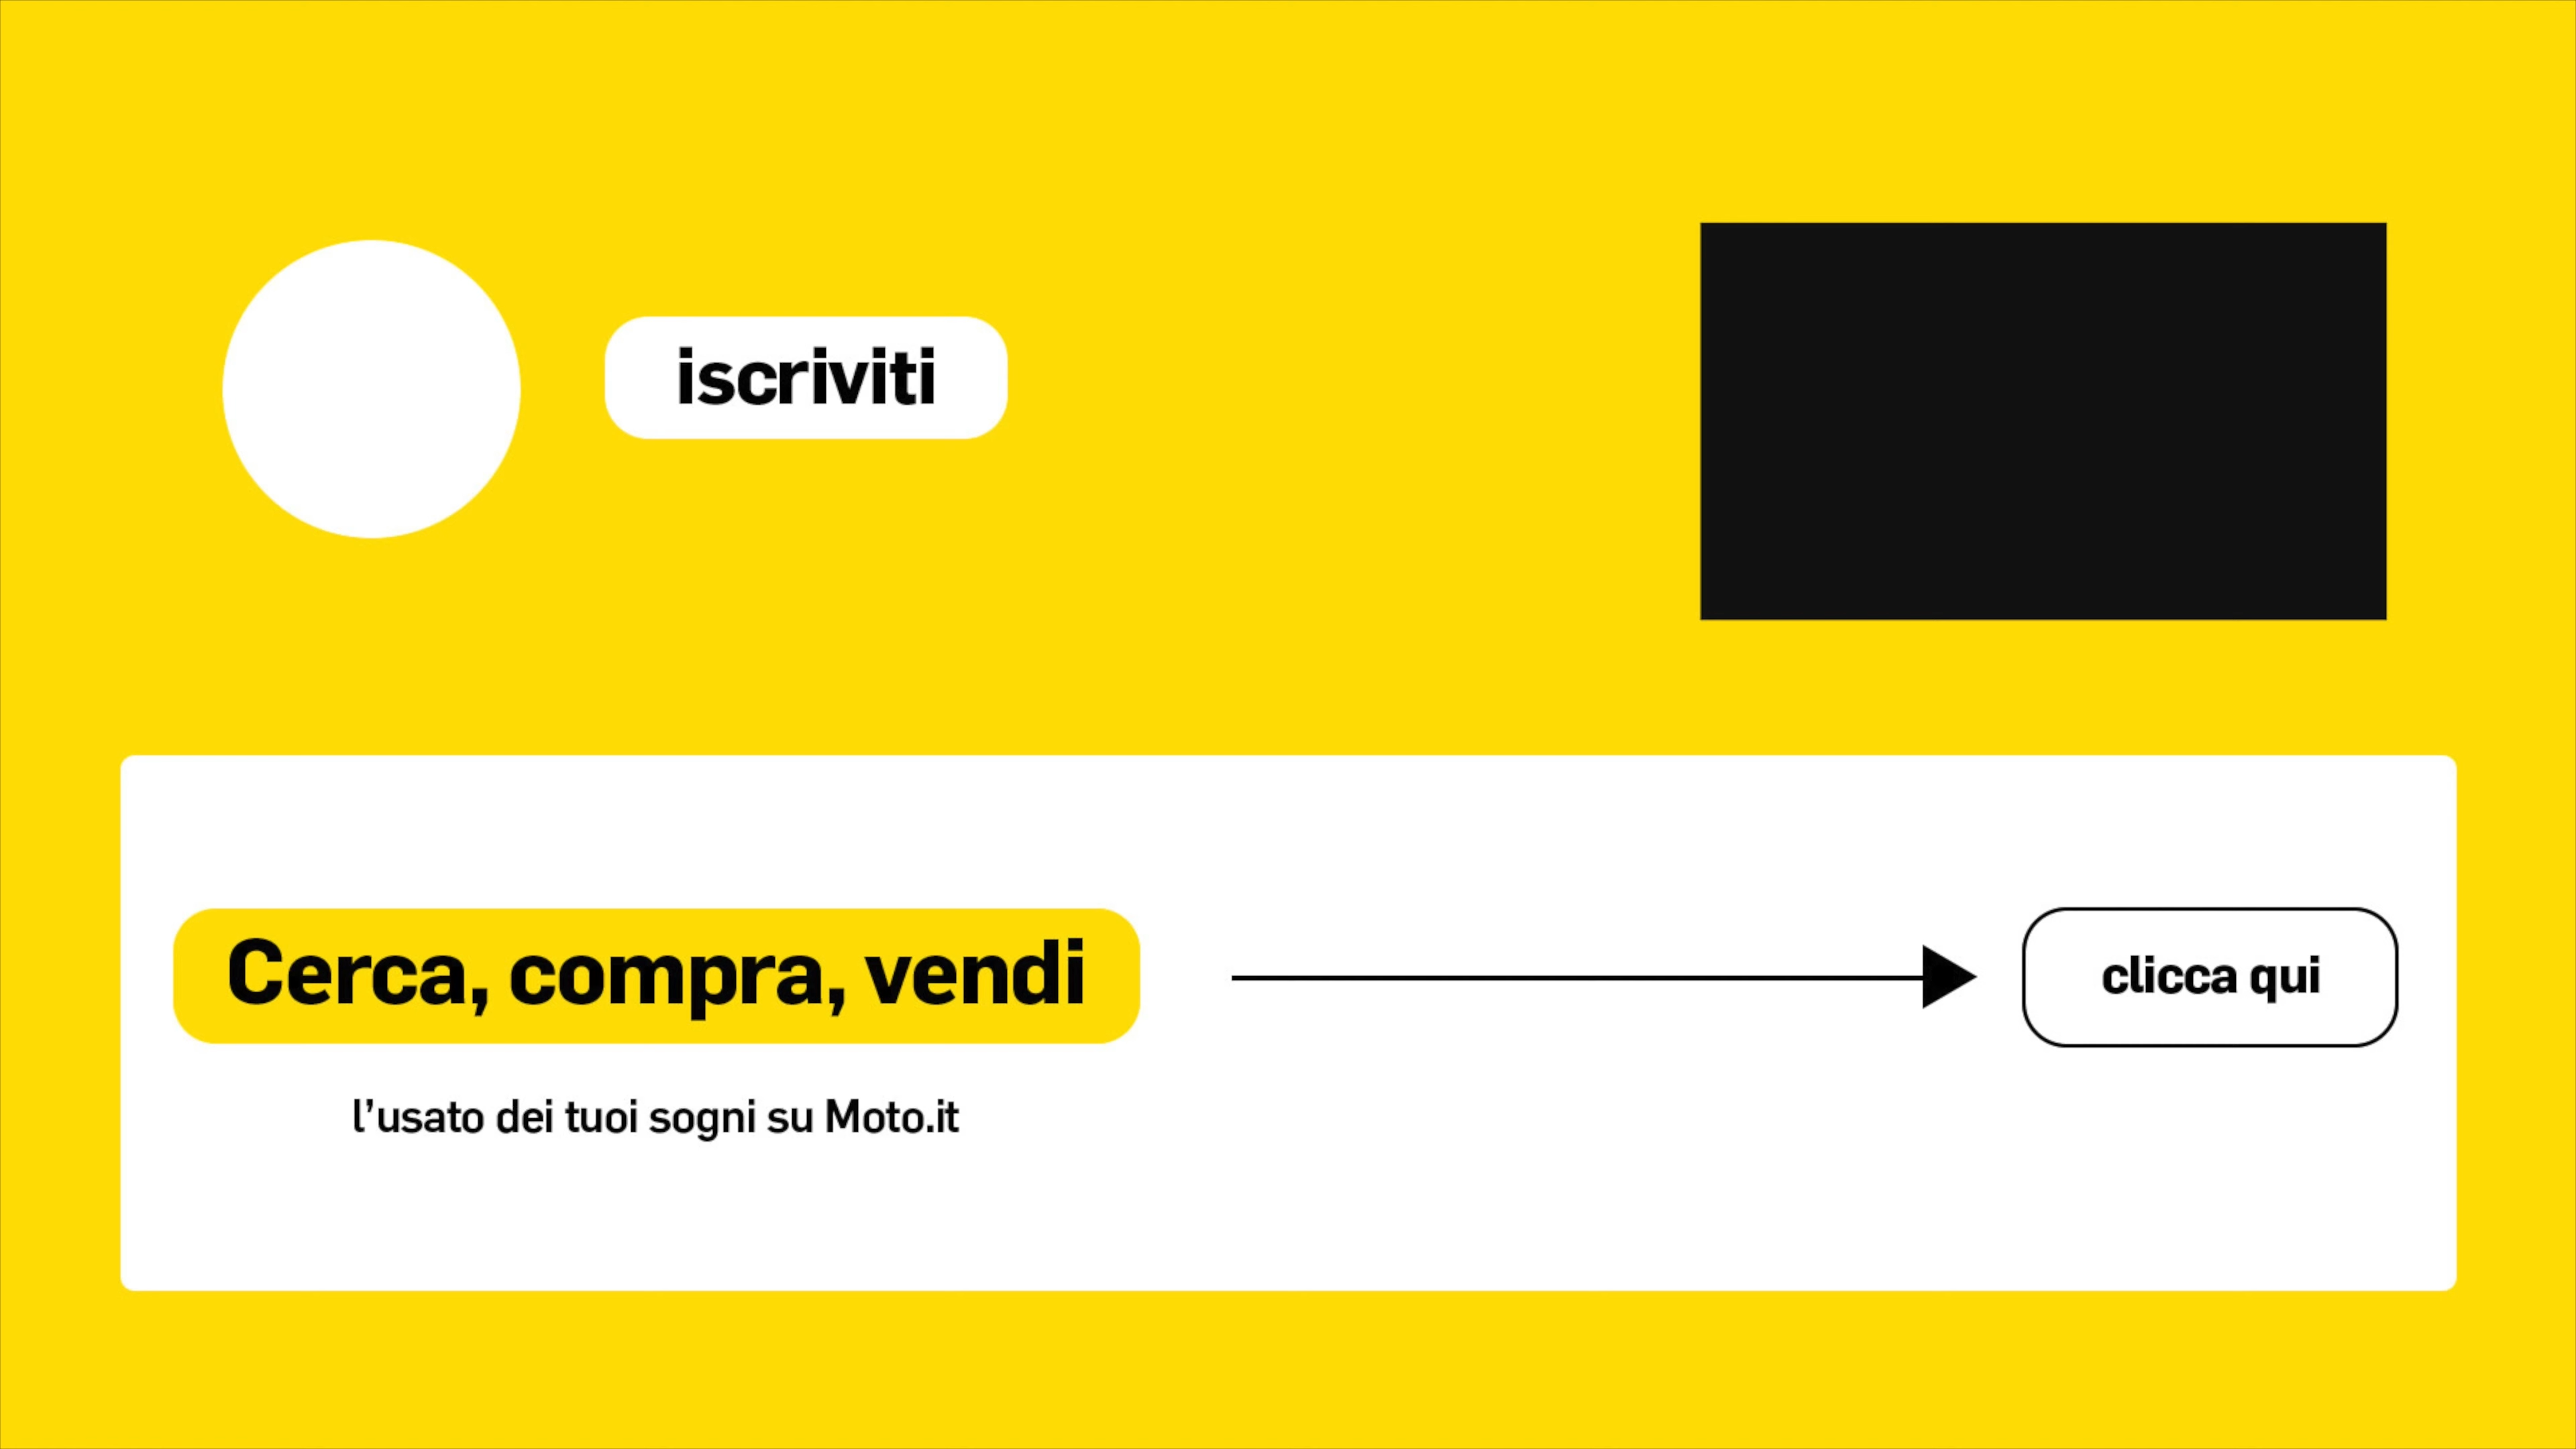 iscriviti
Cerca, compra, vendi
clicca qui
l’usato dei tuoi sogni su Moto.it